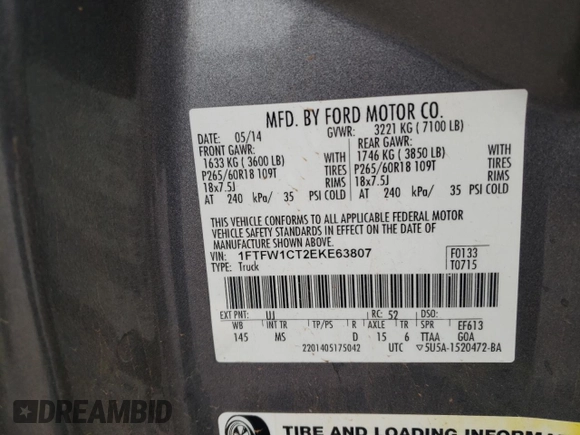 MFD. BY FORD MOTOR CO.
DATE: 05/14 GVWR: 3221 KG ( 7100 LB)
FRONT GAWR: REAR GAWR:
1633 KG ( 3600 LB) WITH 1746 KG ( 3850 LB) WITH
P265/60R18 109T TIRES P265/60R18 109T TIRES
18x7.5J RIMS 18x7.5J RIMS
AT 240 kPa/ 35 PSI COLD AT 240 kPa/ 35 PSI COLD
THIS VEHICLE CONFORMS TO ALL APPLICABLE FEDERAL MOTOR
VEHICLE SAFETY STANDARDS IN EFFECT ON THE DATE OF
MANUFACTURE SHOWN ABOVE.
VIN: 1FTFW1CT2EKE63807 F0133
TYPE: Truck T0715
EXT PNT: UJ RC: 52 DSO:
WB INT TR TP/PS R AXLE TR SPR EF613
145 D 15 6 TTAA GOA
2201405175042 UTC ▽5U5A-1520472-BA
DREAMBID
TIRE AND LOADING INFORMA